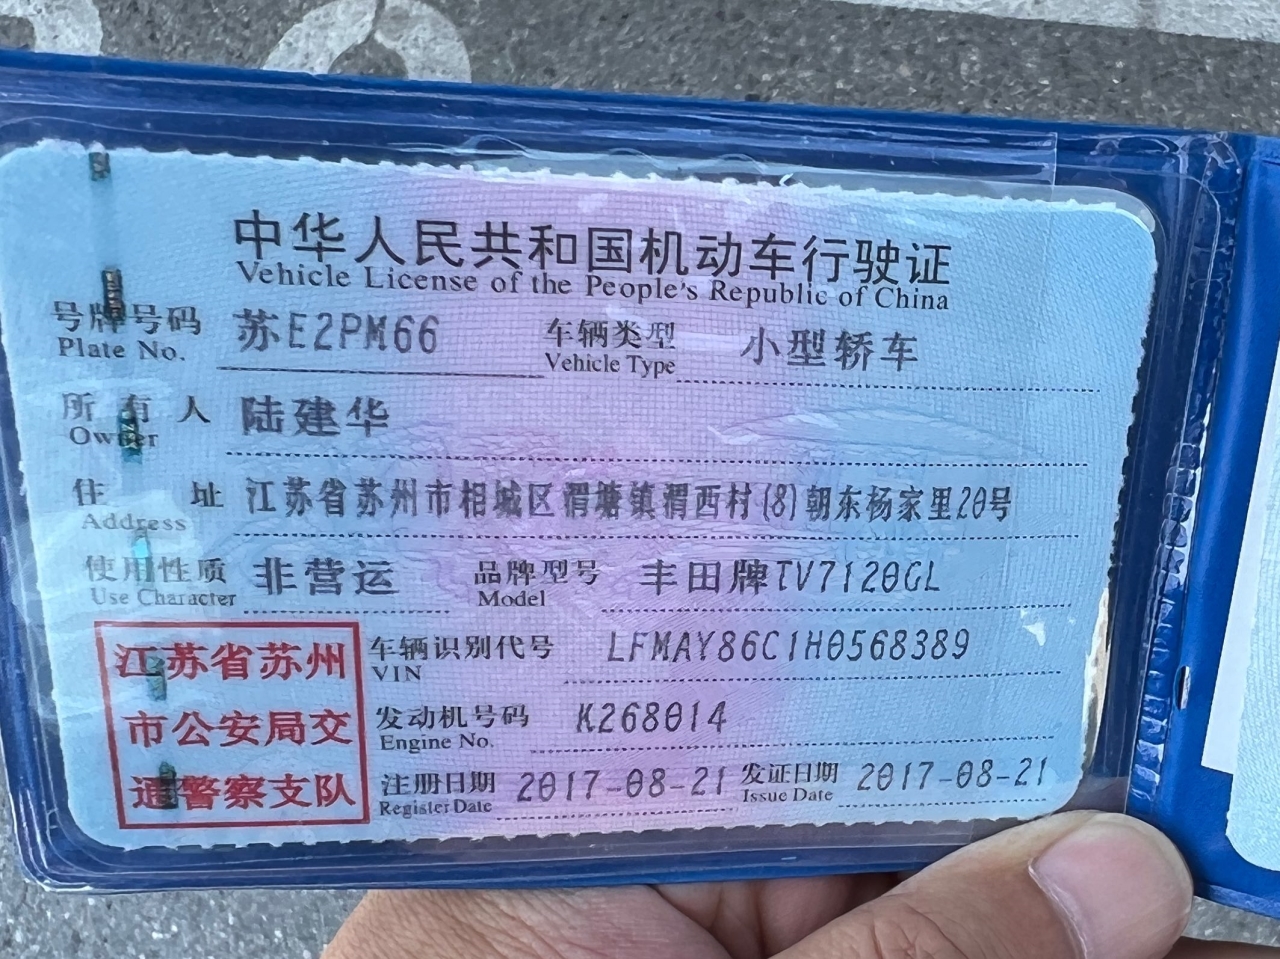 中华人民共和国机动车行驶证
Vehicle License of the People's Republic of China
号牌号码 苏E2PM66 车辆类型 小型轿车
Plate No. Vehicle Type
所有人 陆建华
Owner
住址 江苏省苏州市相城区渭塘镇渭西村(8)朝东杨家里20号
Address
使用性质 非营运 品牌型号 丰田牌TV7120GL
Use Character Model
江苏省苏州
市公安局交
通警察支队
车辆识别代号 LFMAY86C1H0568389
VIN
发动机号码 K268014
Engine No.
注册日期 2017-08-21 发证日期 2017-08-21
Register Date Issue Date